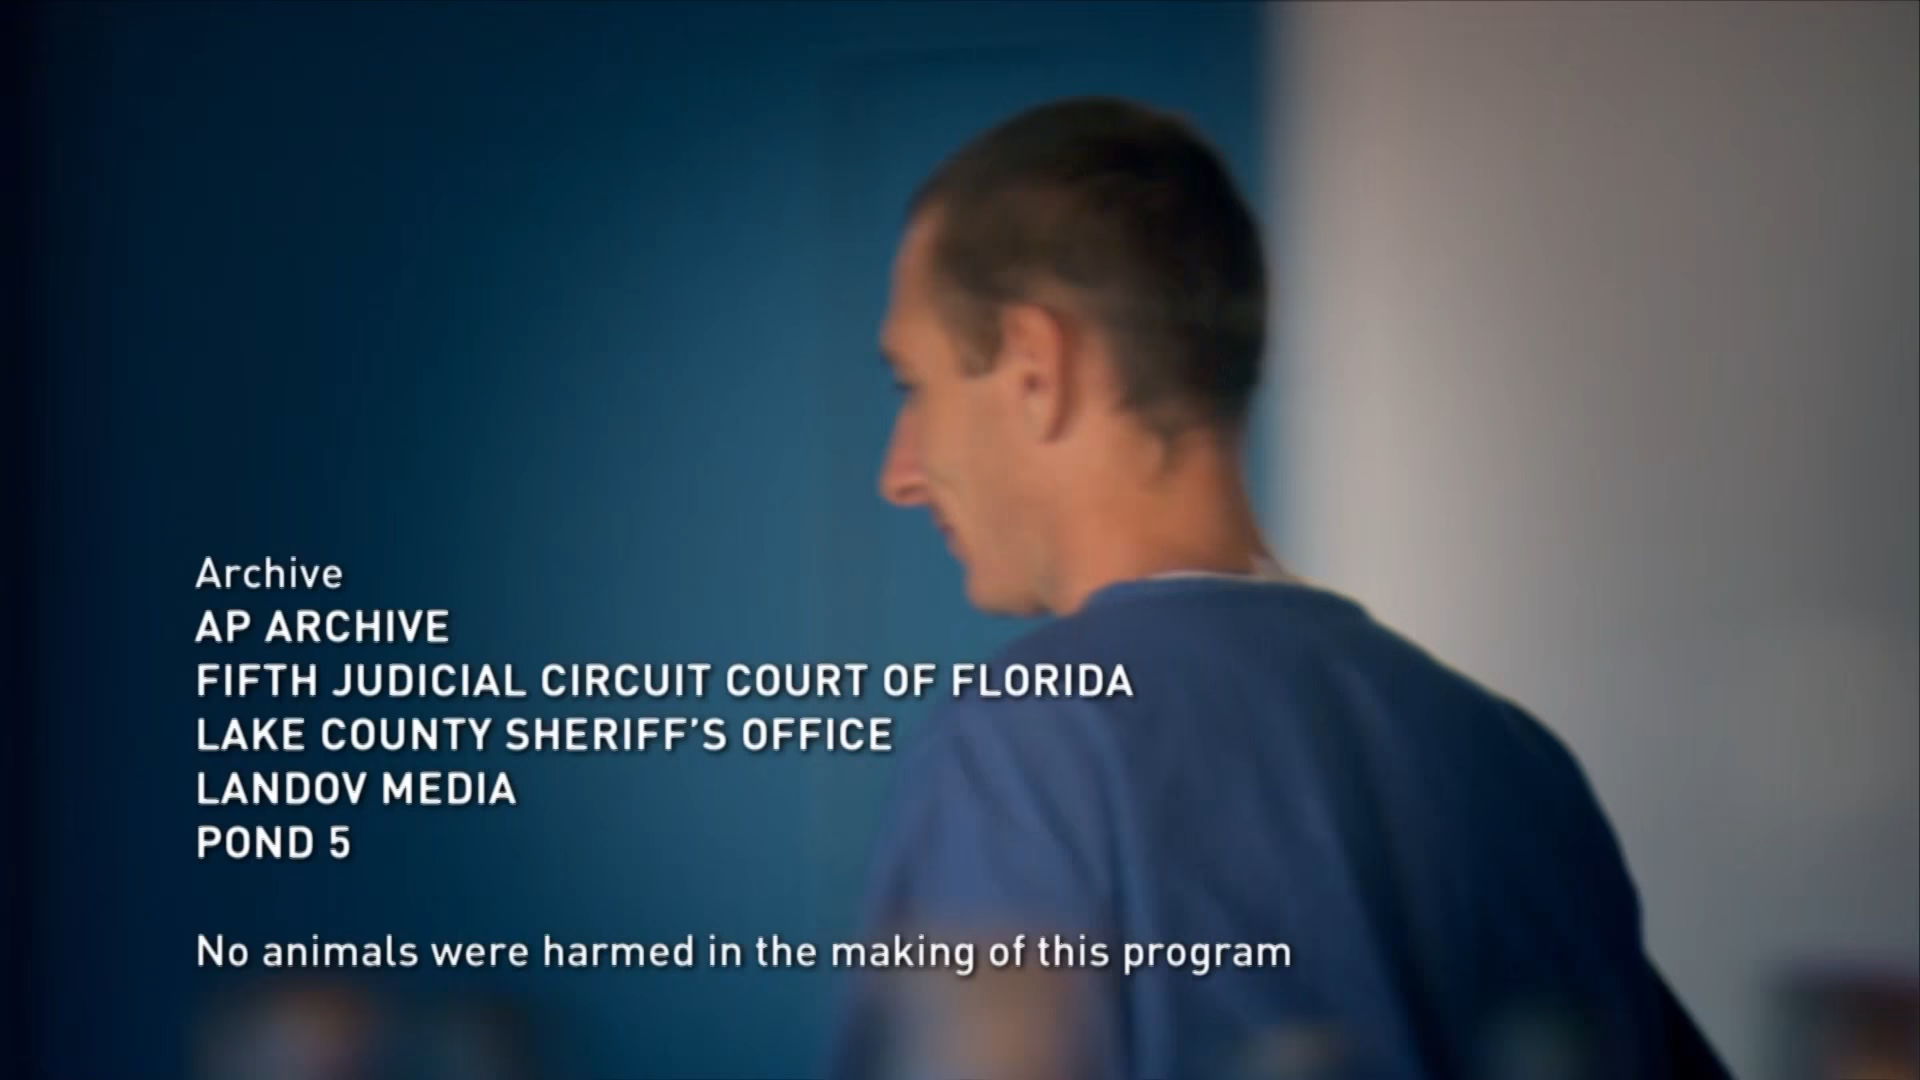 Archive
AP ARCHIVE
FIFTH JUDICIAL CIRCUIT COURT OF FLORIDA
LAKE COUNTY SHERIFF’S OFFICE
LANDOV MEDIA
POND 5
No animals were harmed in the making of this program